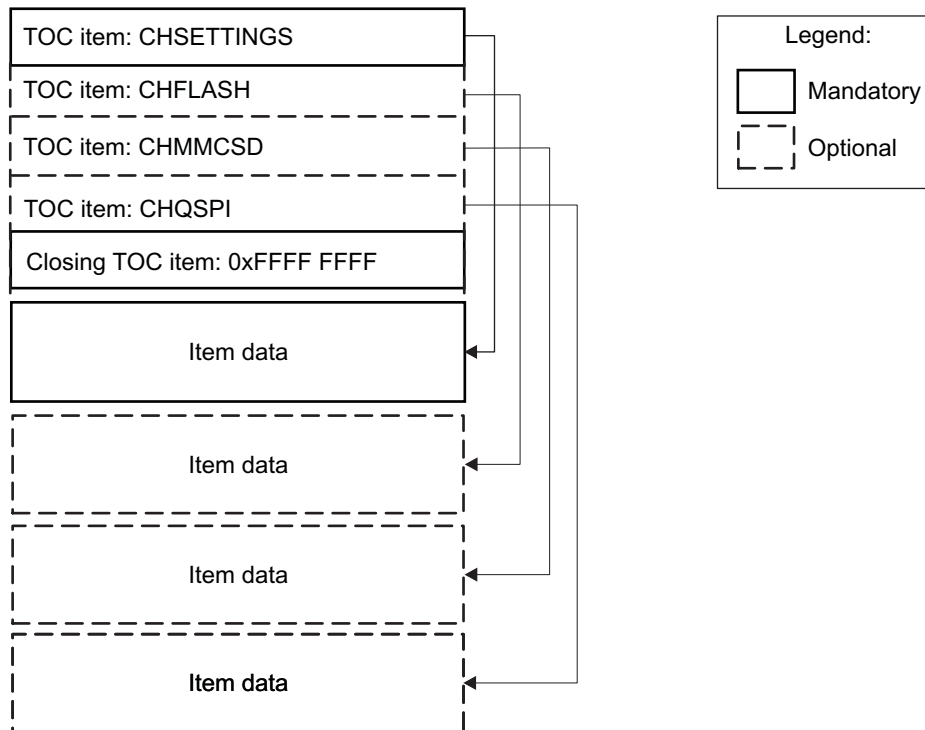 TOC item: CHSETTINGS
TOC item: CHFLASH
TOC item: CHMMCSD
TOC item: CHQSPI
Closing TOC item: 0xFFFF FFFF
Item data
Item data
Item data
Item data
Legend:
Mandatory
Optional